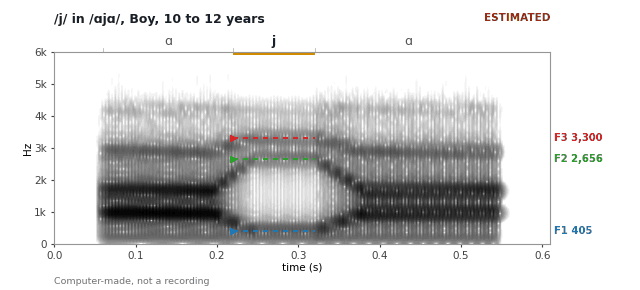 /j/ in /ɑjɑ/, Boy, 10 to 12 years
ESTIMATED
ɑ j ɑ
6k
5k
4k
3k
2k
1k
0
Hz
F3 3,300
F2 2,656
F1 405
0.0 0.1 0.2 0.3 0.4 0.5 0.6
time (s)
Computer-made, not a recording